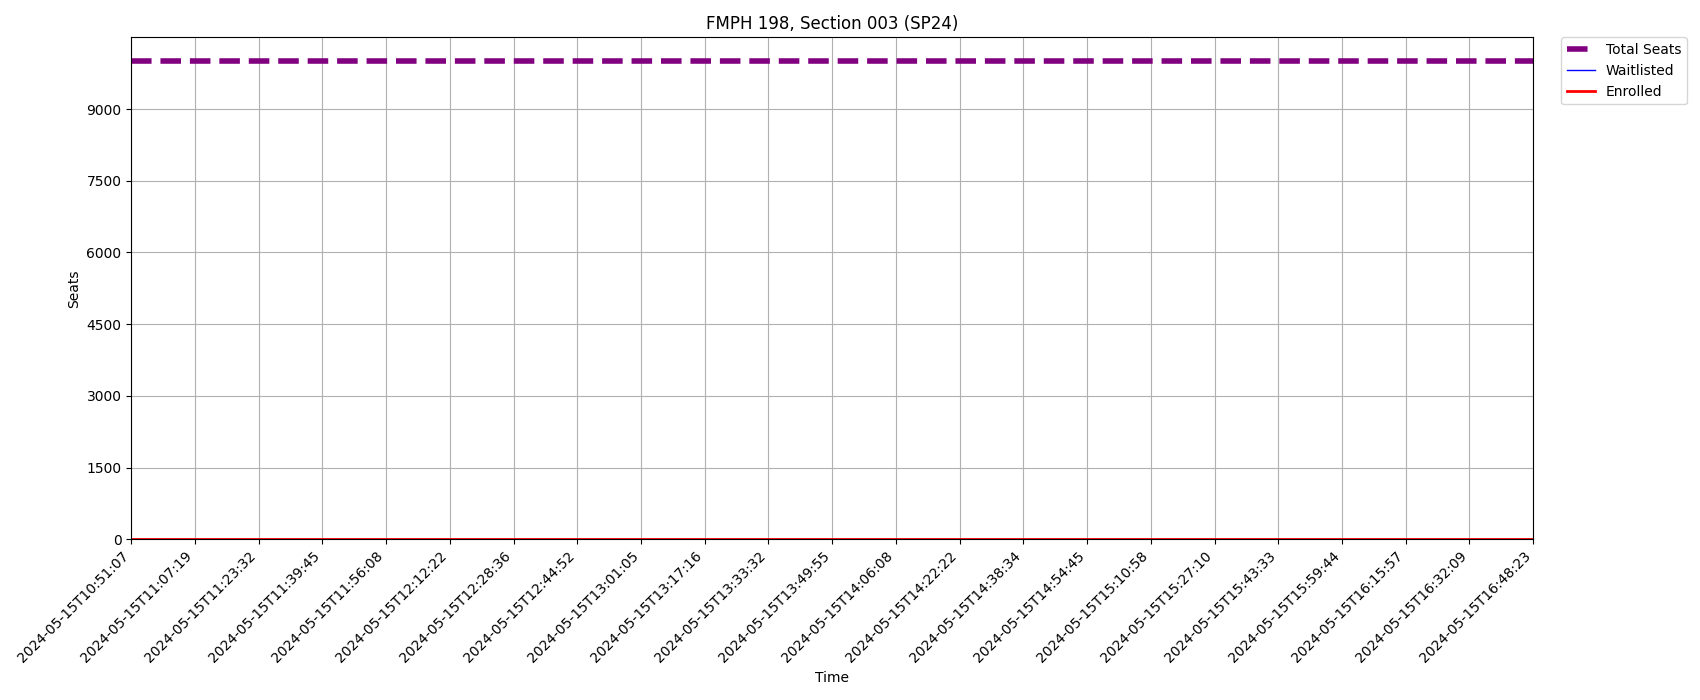 FMPH 198, Section 003 (SP24)
Total Seats
Waitlisted
Enrolled
9000
7500
6000
4500
3000
1500
0
Seats
2024-05-15T10:51:07
2024-05-15T11:07:19
2024-05-15T11:23:32
2024-05-15T11:39:45
2024-05-15T11:56:08
2024-05-15T12:12:22
2024-05-15T12:28:36
2024-05-15T12:44:52
2024-05-15T13:01:05
2024-05-15T13:17:16
2024-05-15T13:33:32
2024-05-15T13:49:55
2024-05-15T14:06:08
2024-05-15T14:22:22
2024-05-15T14:38:34
2024-05-15T14:54:45
2024-05-15T15:10:58
2024-05-15T15:27:10
2024-05-15T15:43:33
2024-05-15T15:59:44
2024-05-15T16:15:57
2024-05-15T16:32:09
2024-05-15T16:48:23
Time